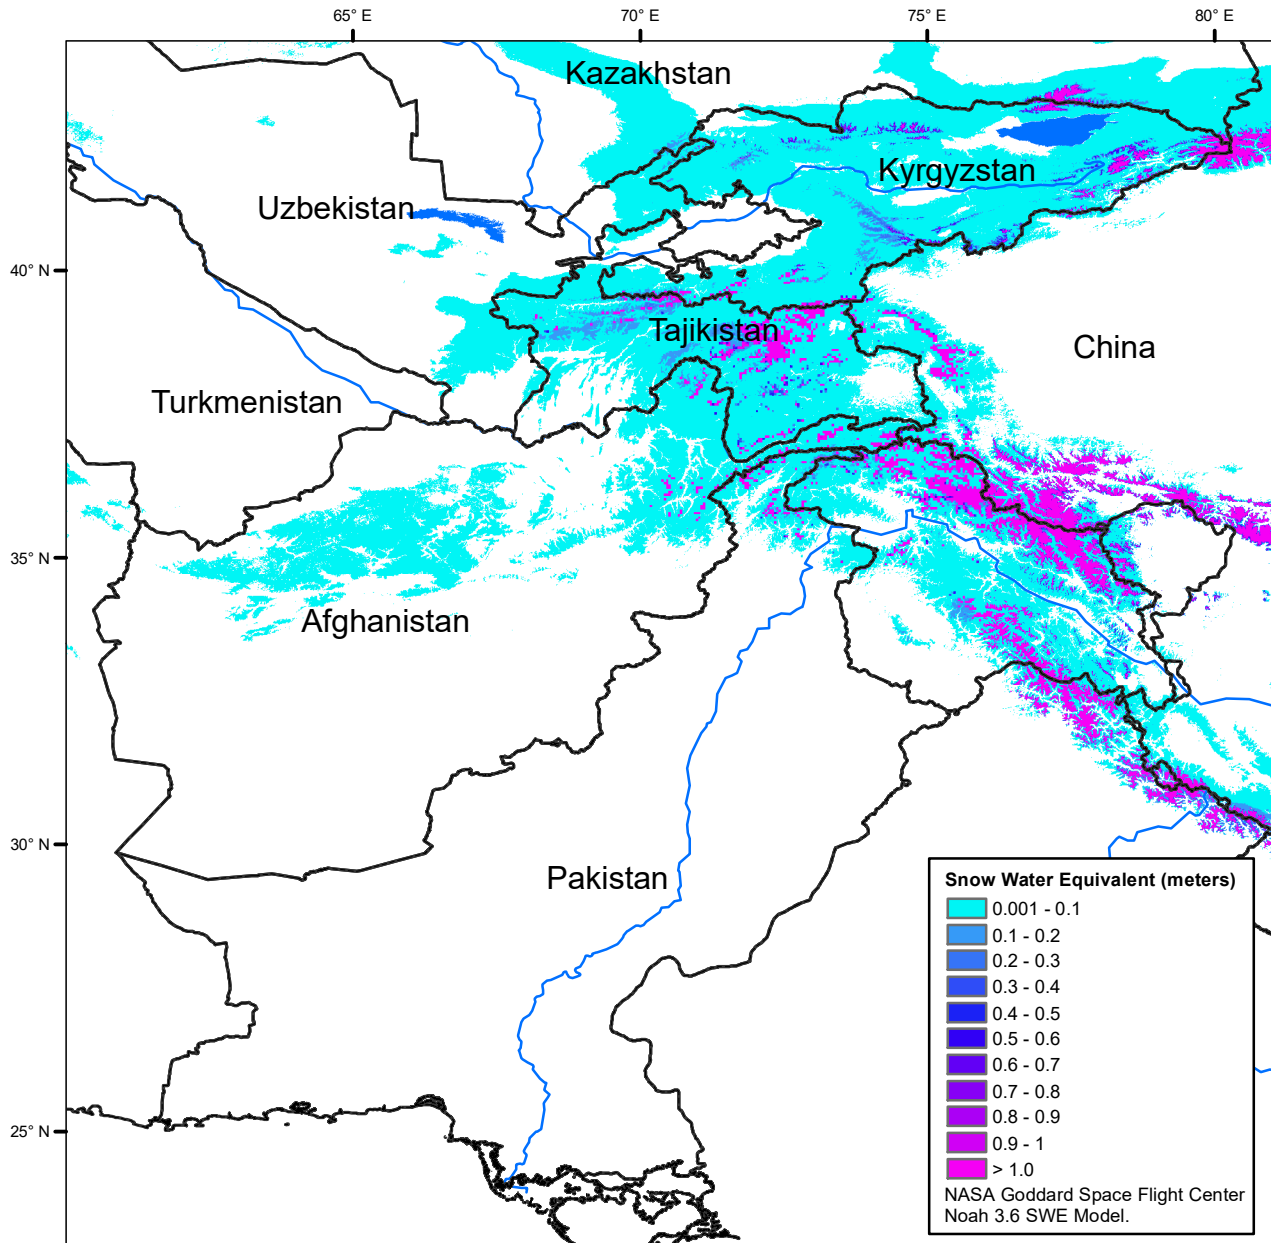 65° E
70° E
75° E
80° E
Kazakhstan
Kyrgyzstan
Uzbekistan
40° N
Tajikistan
China
Turkmenistan
35° N
Afghanistan
30° N
Pakistan
25° N
Snow Water Equivalent (meters)
0.001 - 0.1
0.1 - 0.2
0.2 - 0.3
0.3 - 0.4
0.4 - 0.5
0.5 - 0.6
0.6 - 0.7
0.7 - 0.8
0.8 - 0.9
0.9 - 1
> 1.0
NASA Goddard Space Flight Center
Noah 3.6 SWE Model.